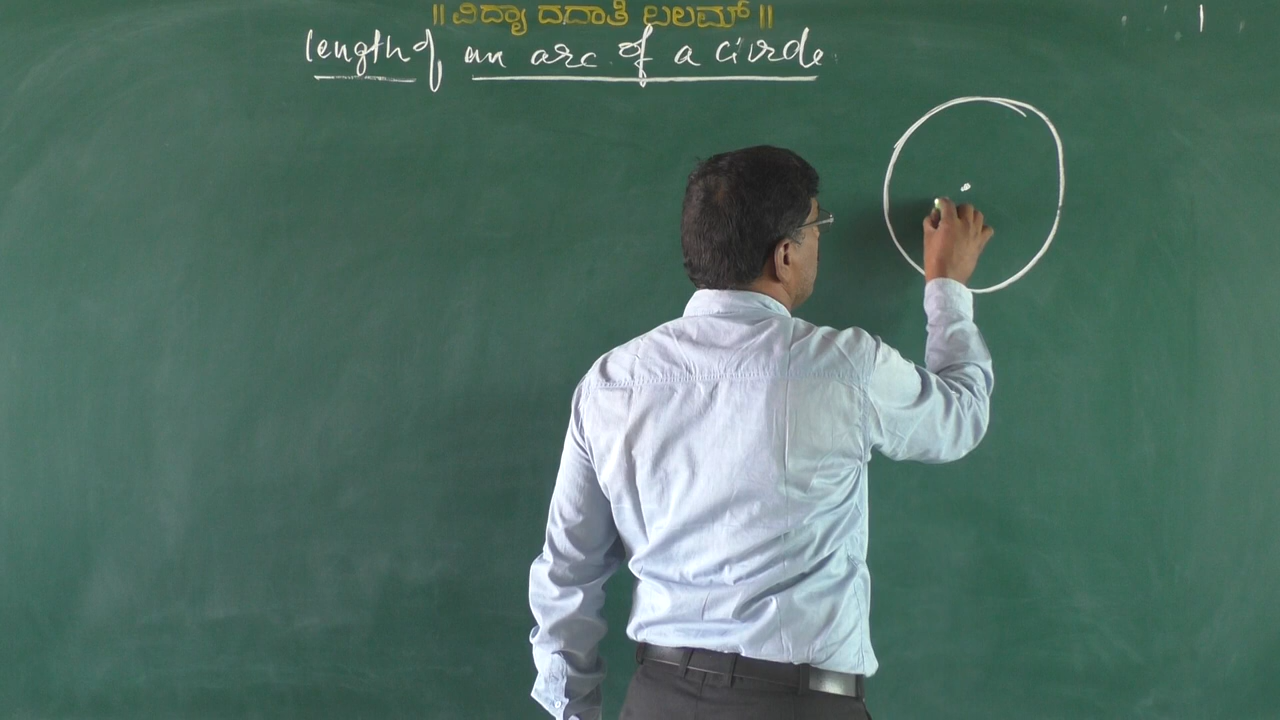 ॥ ವಿದ್ಯಾ ದದಾತಿ ಬಲಮ್ ॥
length of an arc of a circle